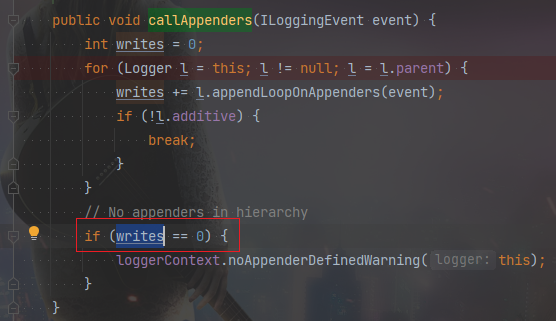 public void callAppenders(ILoggingEvent event) {
int writes = 0;
for (Logger l = this; l != null; l = l.parent) {
writes += l.appendLoopOnAppenders(event);
if (!l.additive) {
break;
}
}
// No appenders in hierarchy
if (writes == 0) {
loggerContext.noAppenderDefinedWarning( logger: this);
}
}